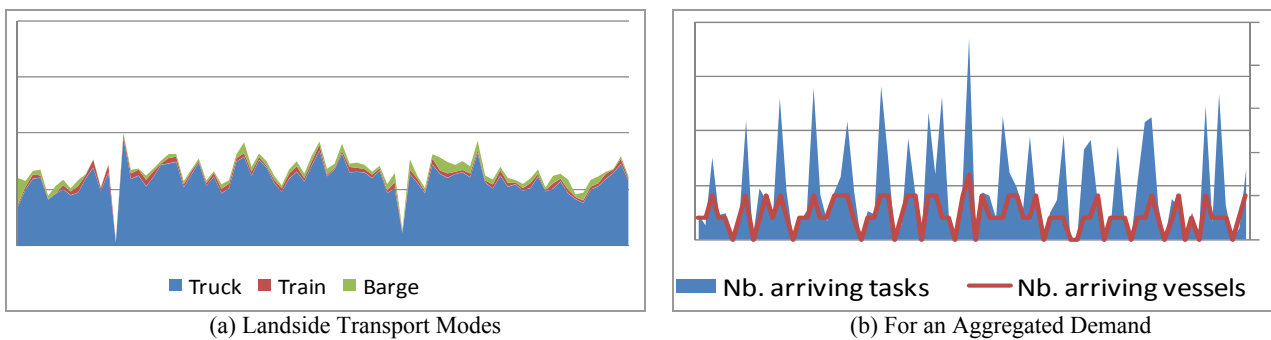 Truck Train Barge
Nb. arriving tasks Nb. arriving vessels
(a) Landside Transport Modes
(b) For an Aggregated Demand